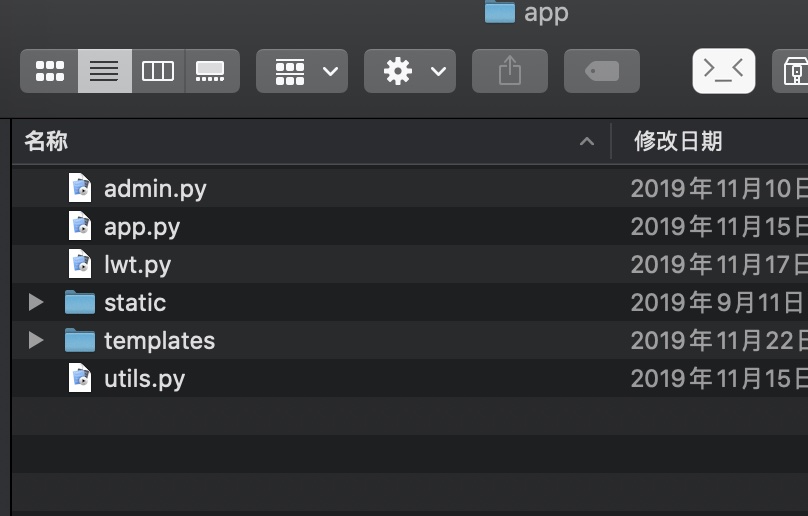 app
名称 修改日期
admin.py 2019年11月10日
app.py 2019年11月15日
lwt.py 2019年11月17日
static 2019年9月11日
templates 2019年11月22日
utils.py 2019年11月15日